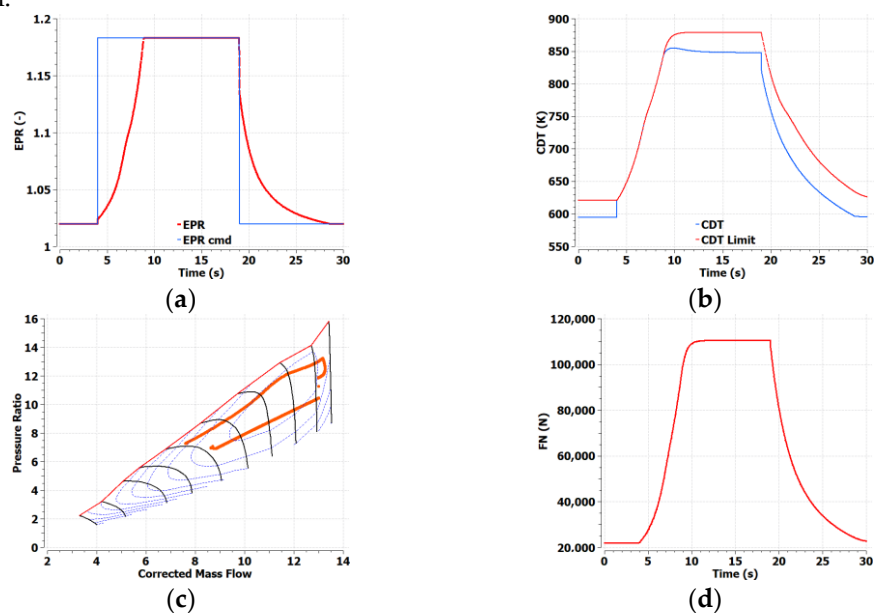 1.2
1.15
1.1
1.05
1
EPR (-)
EPR
EPR cmd
0 5 10 15 20 25 30
Time (s)
(a)
900
850
800
750
700
650
600
550
CDT (K)
CDT
CDT Limit
0 5 10 15 20 25 30
Time (s)
(b)
16
14
12
10
8
6
4
2
0
Pressure Ratio
2 4 6 8 10 12 14
Corrected Mass Flow
(c)
120,000
100,000
80,000
60,000
40,000
20.000
FN (N)
0 5 10 15 20 25 30
Time (s)
(d)